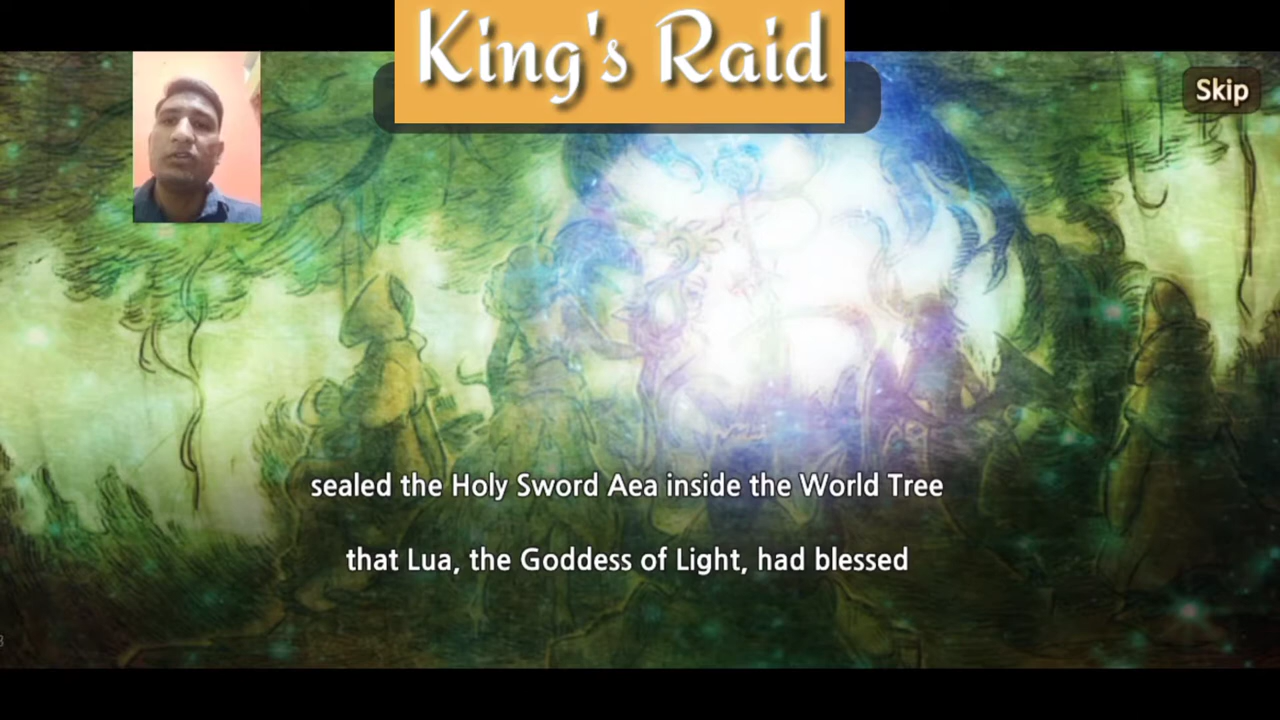 King's Raid
Skip
sealed the Holy Sword Aea inside the World Tree
that Lua, the Goddess of Light, had blessed